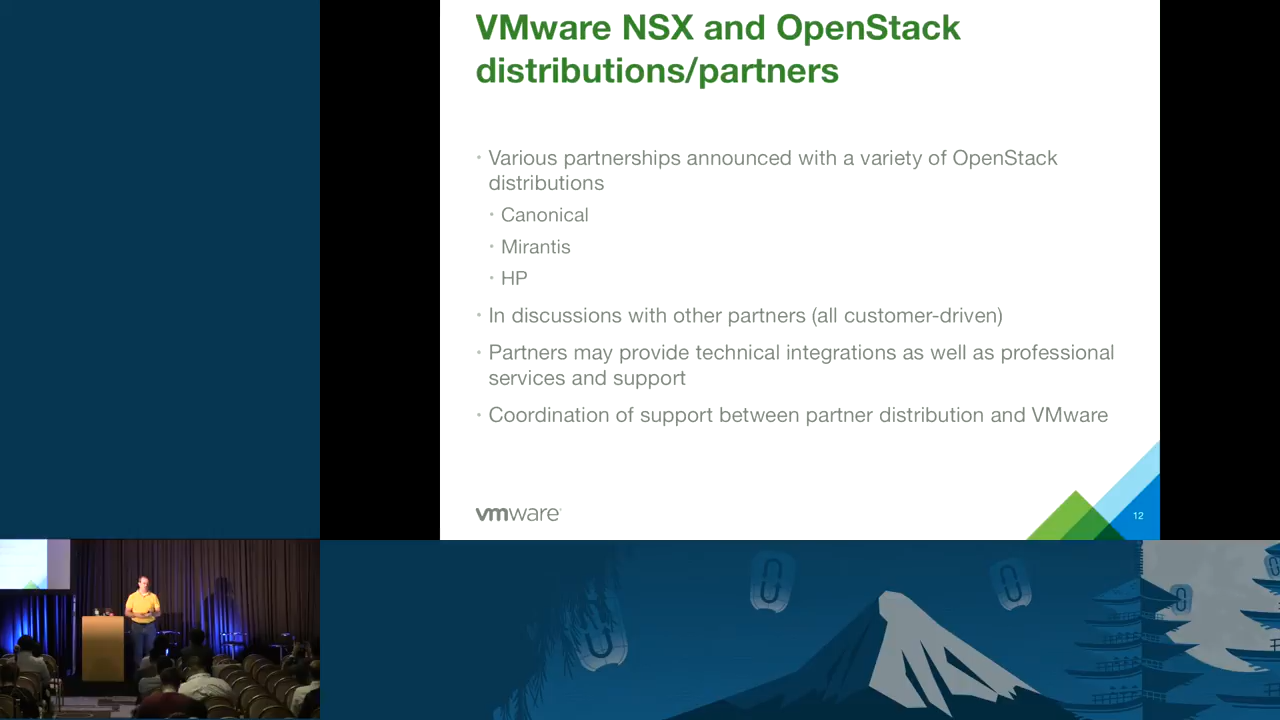 VMware NSX and OpenStack
distributions/partners
• Various partnerships announced with a variety of OpenStack
distributions
• Canonical
• Mirantis
• HP
• In discussions with other partners (all customer-driven)
• Partners may provide technical integrations as well as professional
services and support
• Coordination of support between partner distribution and VMware
vmware
12